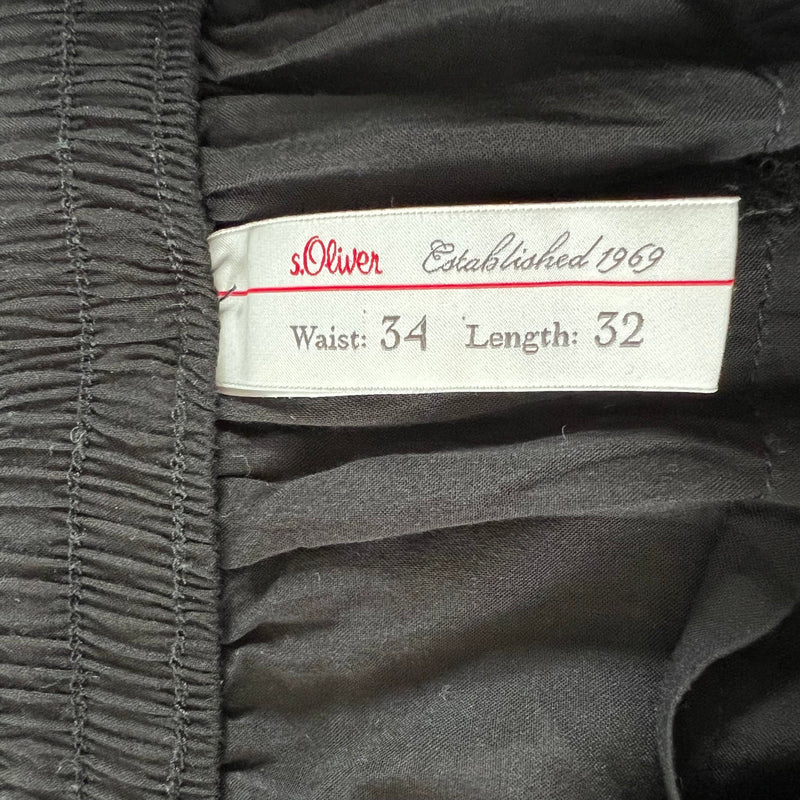 s.Oliver Established 1969
Waist: 34 Length: 32